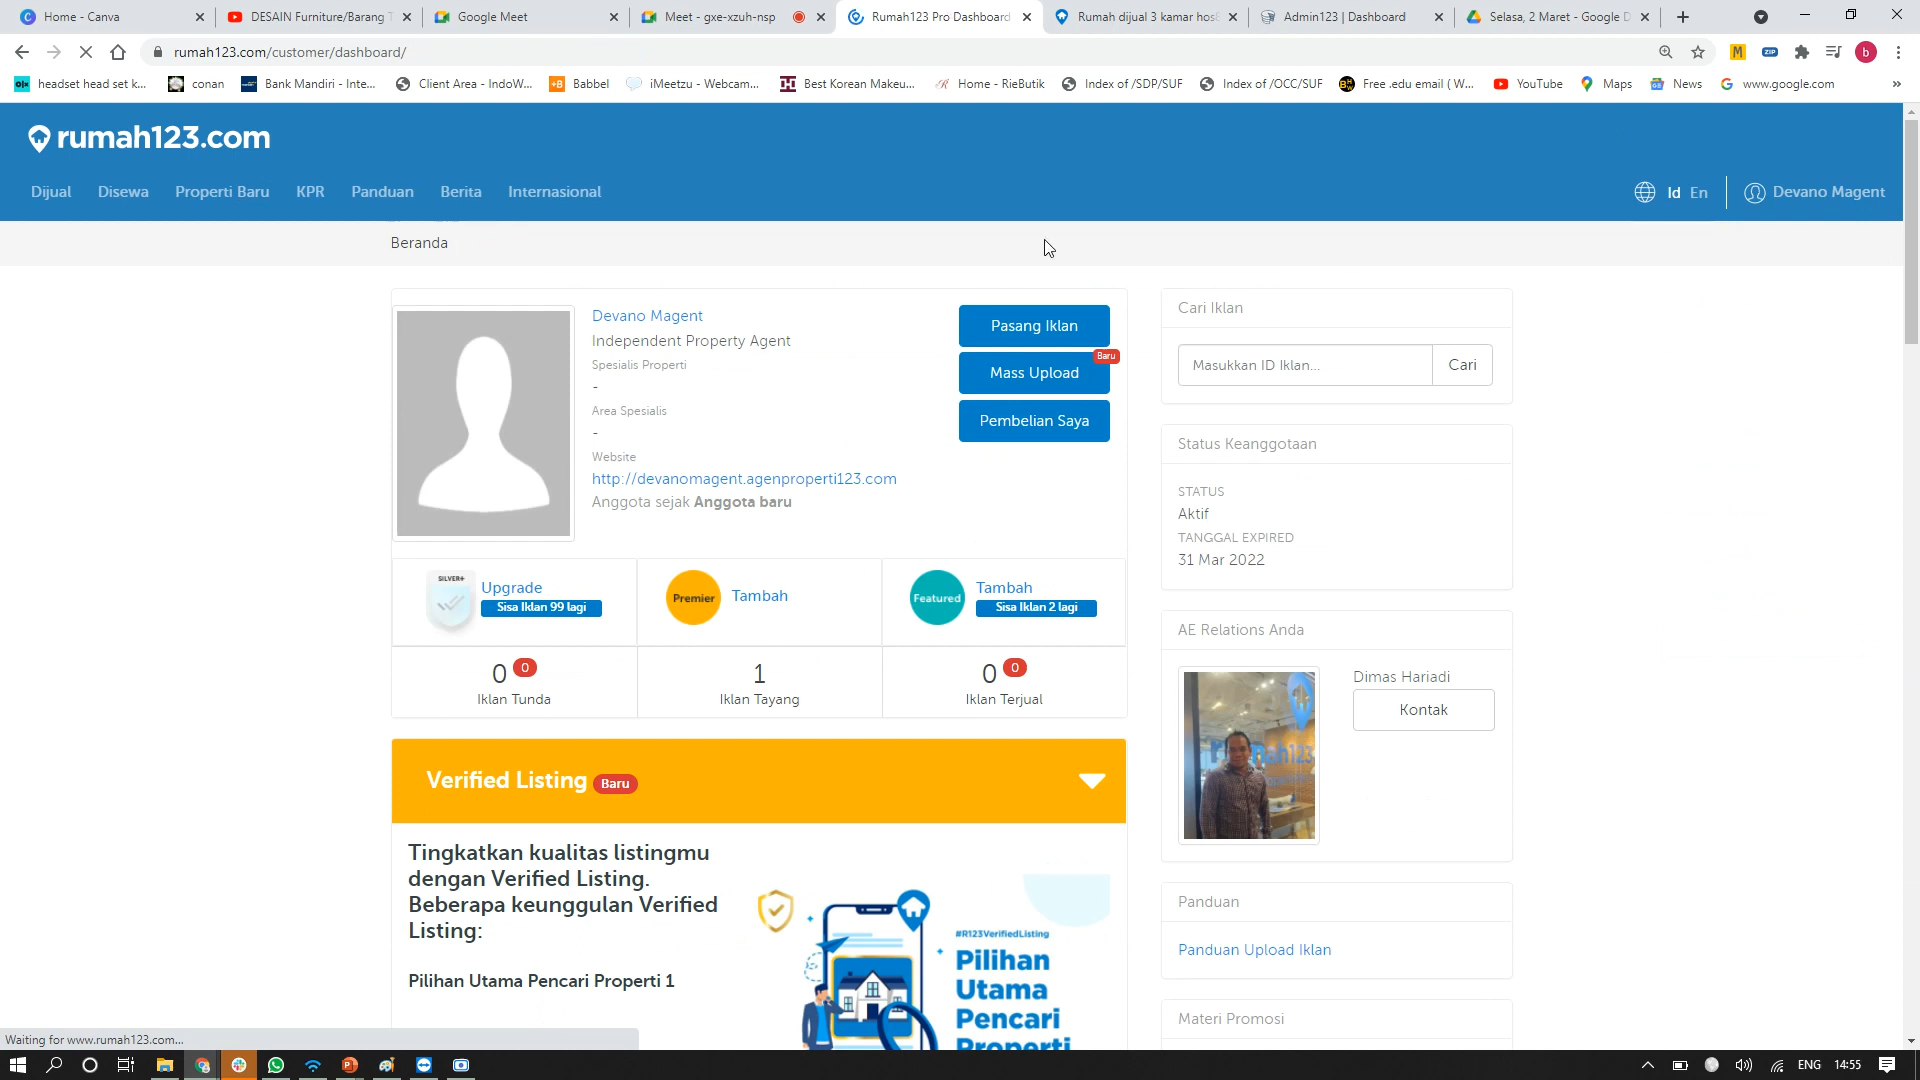 Home - Canva
DESAIN Furniture/Barang T
Google Meet
Meet - gxe-xzuh-nsp
Rumah123 Pro Dashboard
Rumah dijual 3 kamar hos8
Admin123 | Dashboard
Selasa, 2 Maret - Google D
rumah123.com/customer/dashboard/
headset head set k...
conan
Bank Mandiri - Inte...
Client Area - IndoW...
Babbel
iMeetzu - Webcam...
Best Korean Makeu...
Home - RieButik
Index of /SDP/SUF
Index of /OCC/SUF
Free .edu email ( W...
YouTube
Maps
News
www.google.com
rumah123.com
Dijual
Disewa
Properti Baru
KPR
Panduan
Berita
Internasional
Id En
Devano Magent
Beranda
Devano Magent
Independent Property Agent
Spesialis Properti
-
Area Spesialis
-
Website
http://devanomagent.agenproperti123.com
Anggota sejak Anggota baru
Pasang Iklan
Baru
Mass Upload
Pembelian Saya
SILVER+
Upgrade
Sisa Iklan 99 lagi
Premier
Tambah
Featured
Tambah
Sisa Iklan 2 lagi
0 0
Iklan Tunda
1
Iklan Tayang
0 0
Iklan Terjual
Verified Listing Baru
Tingkatkan kualitas listingmu
dengan Verified Listing.
Beberapa keunggulan Verified
Listing:
Pilihan Utama Pencari Properti 1
#R123VerifiedListing
Pilihan
Utama
Pencari
Properti
Cari Iklan
Masukkan ID Iklan...
Cari
Status Keanggotaan
STATUS
Aktif
TANGGAL EXPIRED
31 Mar 2022
AE Relations Anda
Dimas Hariadi
Kontak
Panduan
Panduan Upload Iklan
Materi Promosi
Waiting for www.rumah123.com...
ENG
14:55